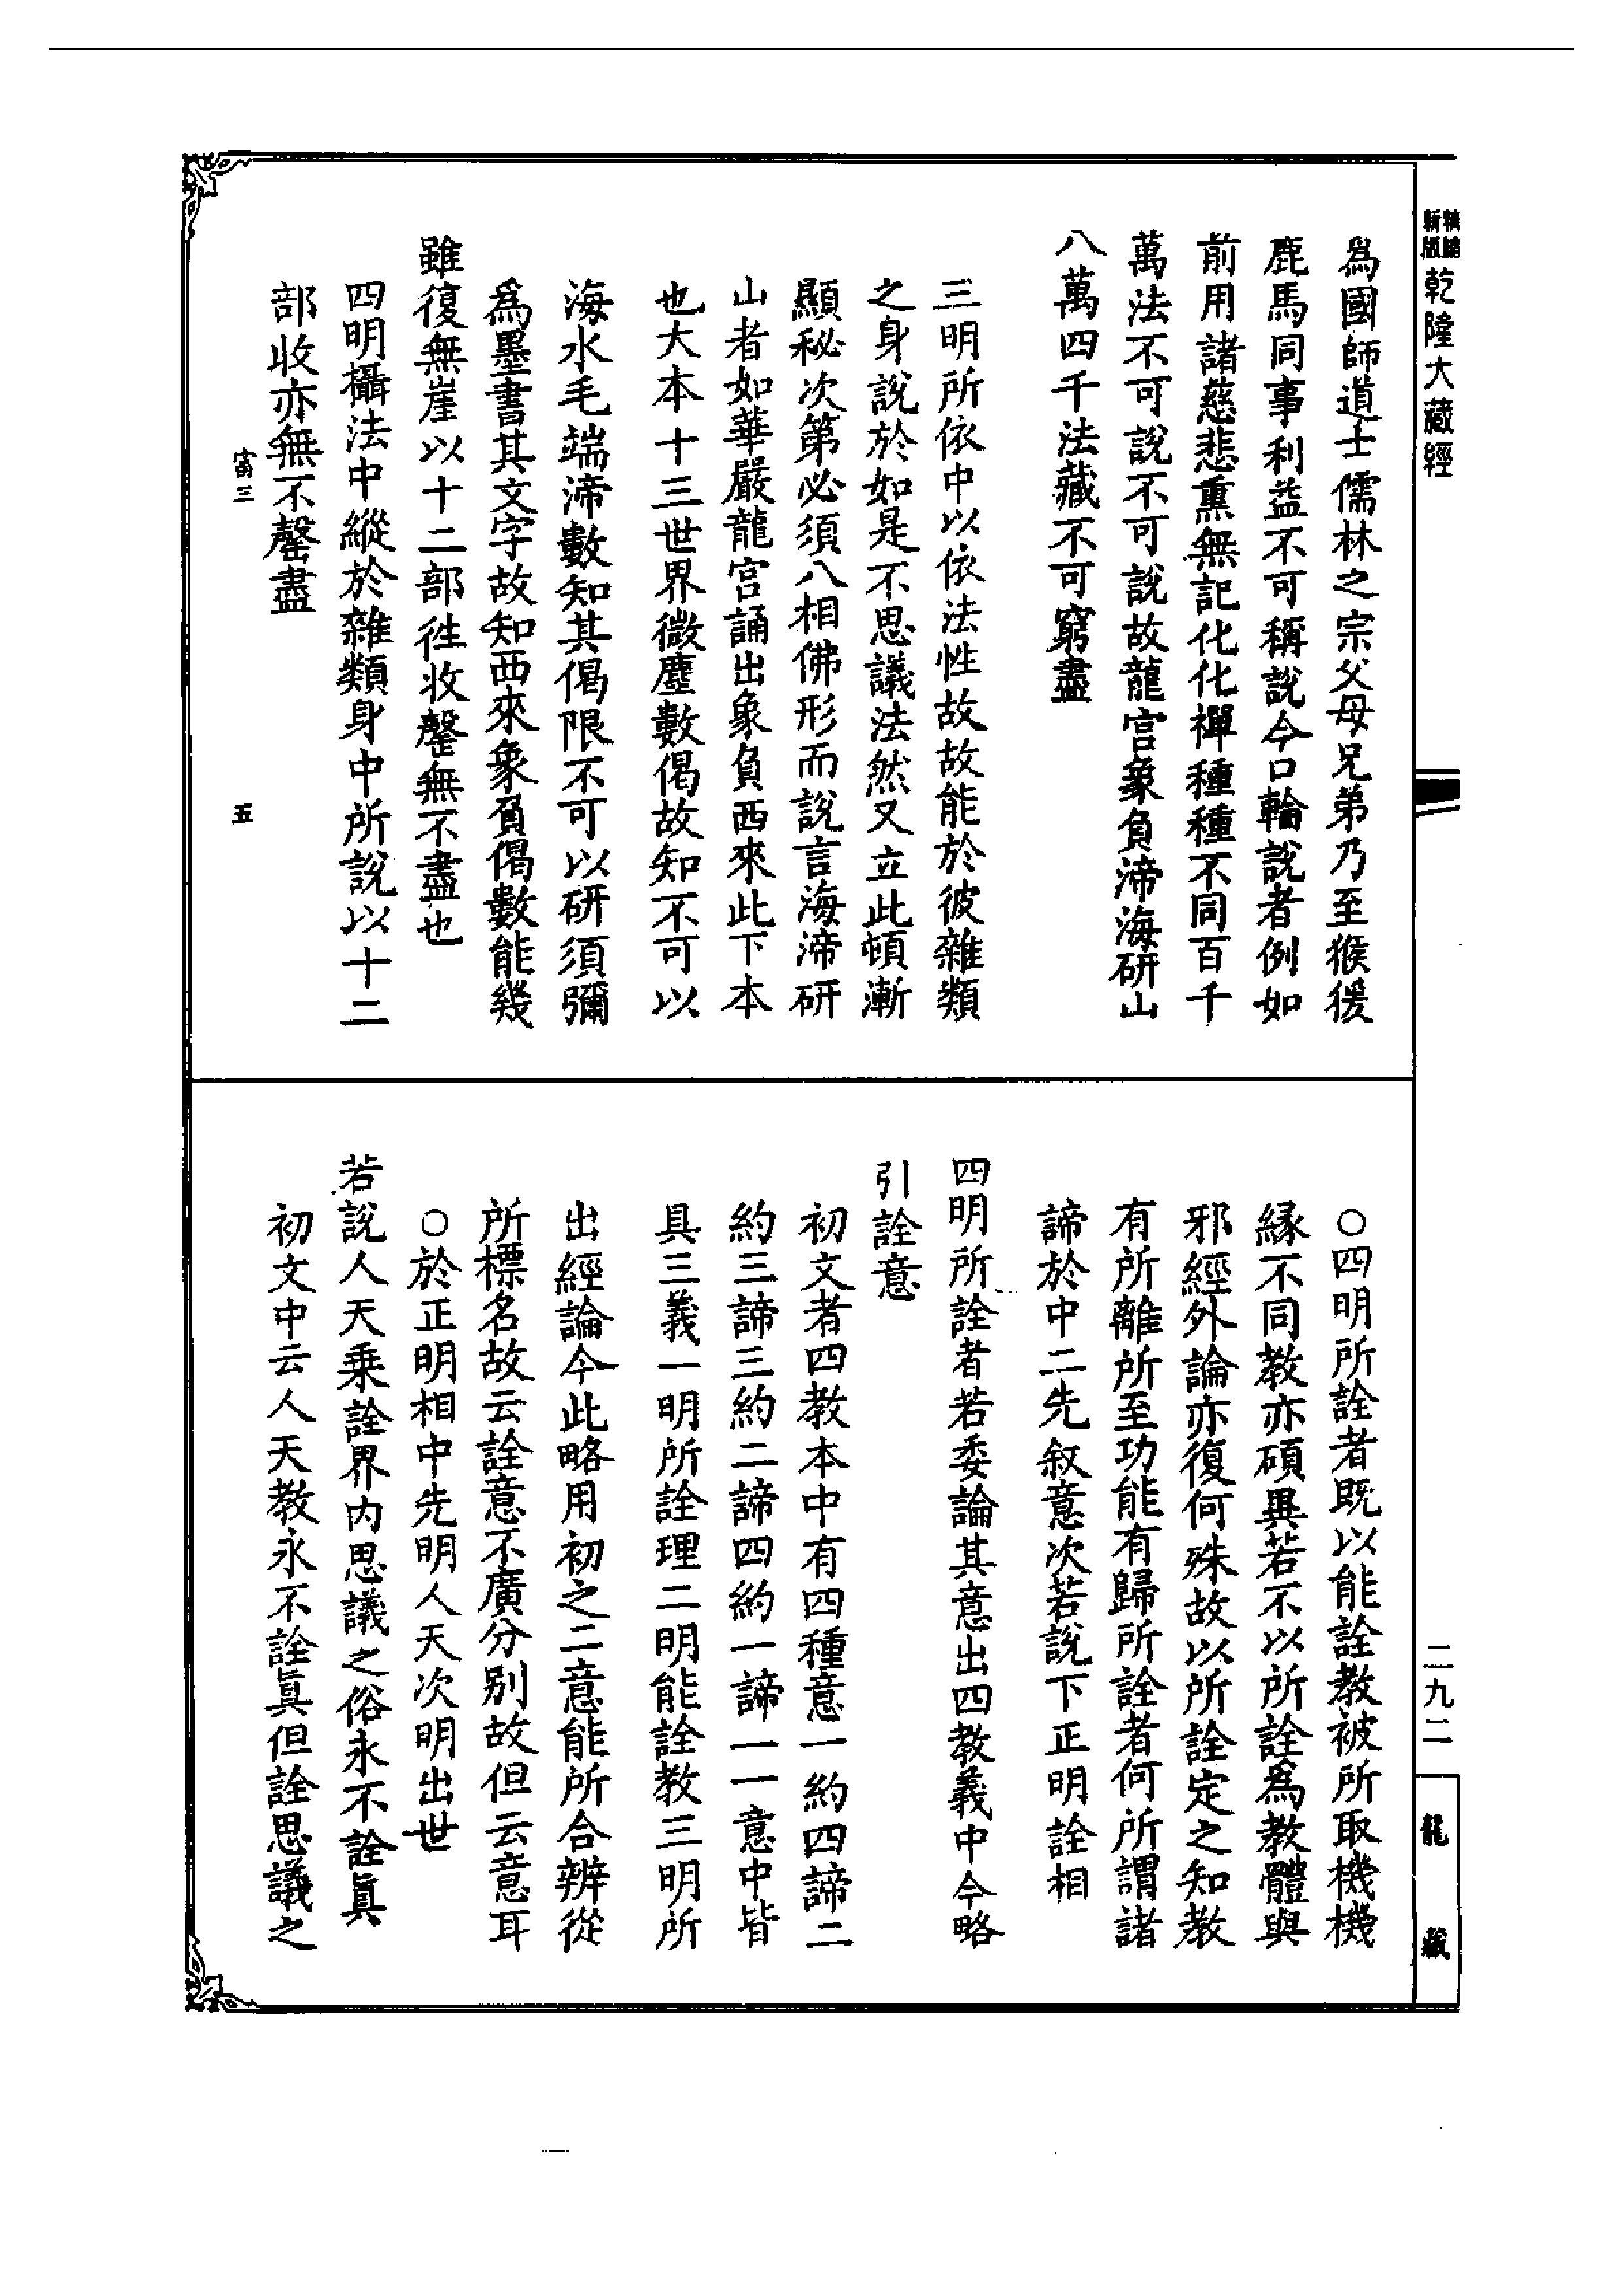 精編
新版
乾隆大藏經
為國師道士儒林之宗父母兄弟乃至猴猨
鹿馬同事利益不可稱說今口輪說者例如
前用諸慈悲熏無記化化禪種種不同百千
萬法不可說不可說故龍宮象負渧海研山
八萬四千法藏不可窮盡
三明所依中以依法性故故能於彼雜類
之身說於如是不思議法然又立此頓漸
顯秘次第必須八相佛形而說言海渧研
山者如華嚴龍宮誦出象負西來此下本
也大本十三世界微塵數偈故知不可以
海水毛端渧數知其偈限不可以研須彌
為墨書其文字故知西來象負偈數能幾
雖復無崖以十二部徃收罄無不盡也
四明攝法中縱於雜類身中所說以十二
部收亦無不罄盡
富三
五
○四明所詮者既以能詮教被所取機機
緣不同教亦碩異若不以所詮為教體與
邪經外論亦復何殊故以所詮定之知教
有所離所至功能有歸所詮者何所謂諸
諦於中二先叙意次若說下正明詮相
四明所詮者若委論其意出四教義中今略
引詮意
初文者四教本中有四種意一約四諦二
約三諦三約二諦四約一諦一一意中皆
具三義一明所詮理二明能詮教三明所
出經論今此略用初之二意能所合辨從
所標名故云詮意不廣分別故但云意耳
○於正明相中先明人天次明出世
若說人天乘詮界內思議之俗永不詮眞
初文中云人天教永不詮眞但詮思議之
二九二
龍藏